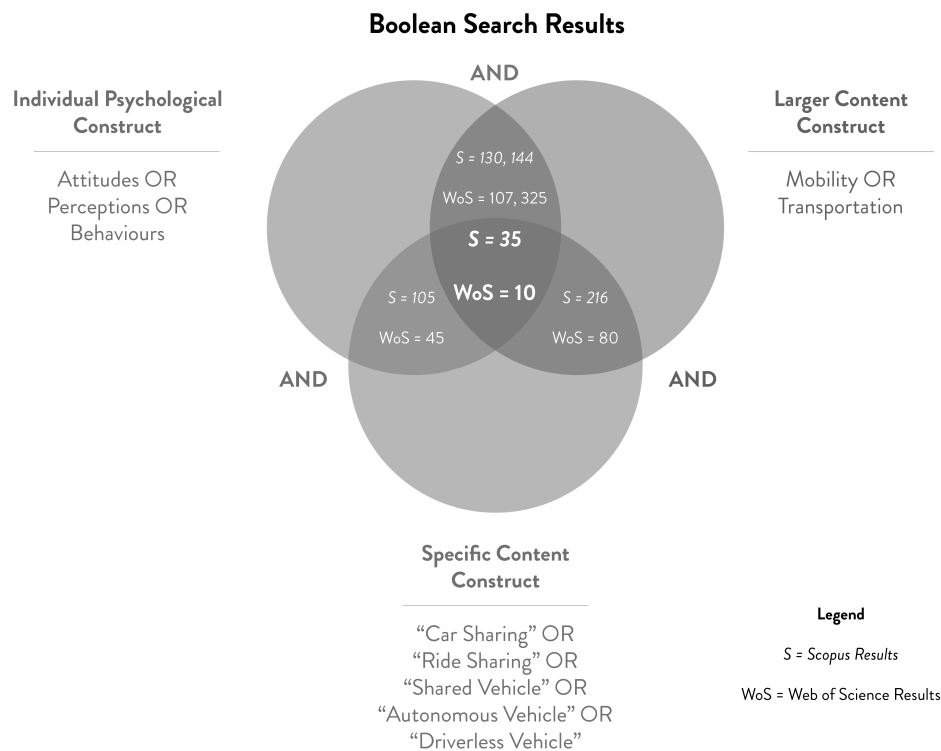 Boolean Search Results
AND
Individual Psychological
Construct
Attitudes OR
Perceptions OR
Behaviours
Larger Content
Construct
Mobility OR
Transportation
S = 130, 144
WoS = 107, 325
S = 35
WoS = 10
S = 105
WoS = 45
S = 216
WoS = 80
AND
AND
Specific Content
Construct
“Car Sharing” OR
“Ride Sharing” OR
“Shared Vehicle” OR
“Autonomous Vehicle” OR
“Driverless Vehicle”
Legend
S = Scopus Results
WoS = Web of Science Results